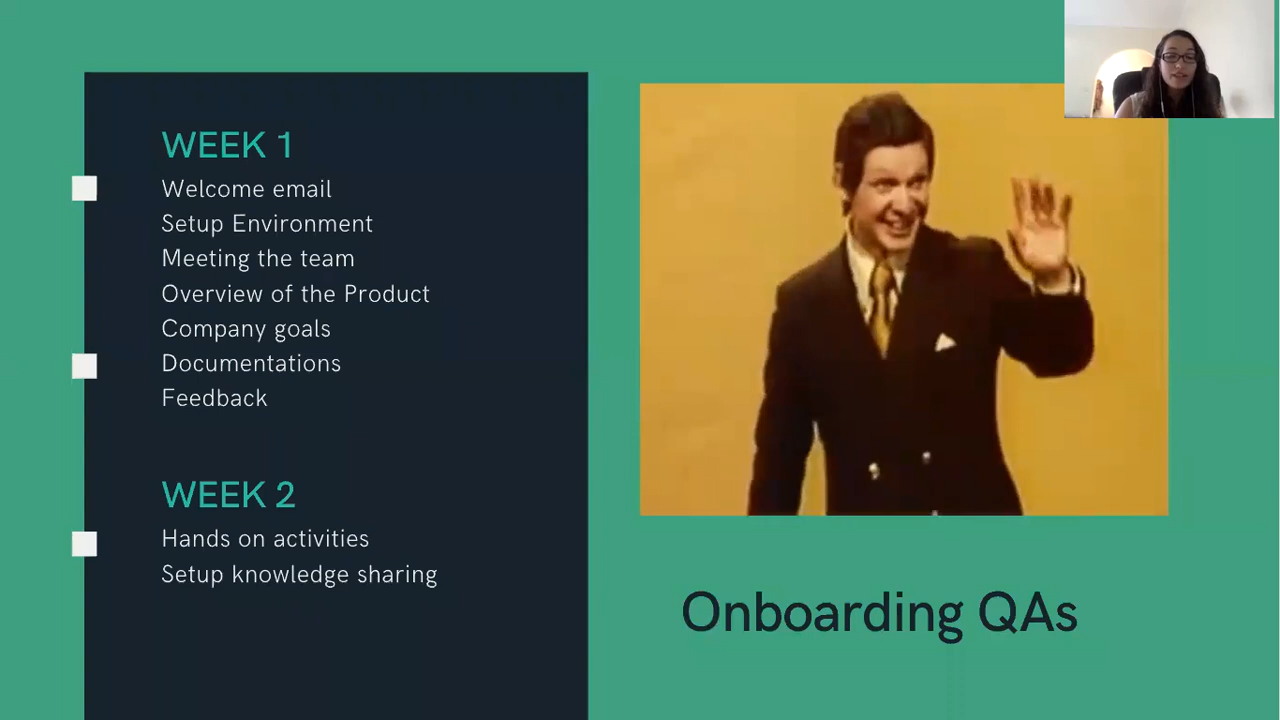 WEEK 1
Welcome email
Setup Environment
Meeting the team
Overview of the Product
Company goals
Documentations
Feedback
WEEK 2
Hands on activities
Setup knowledge sharing
Onboarding QAs